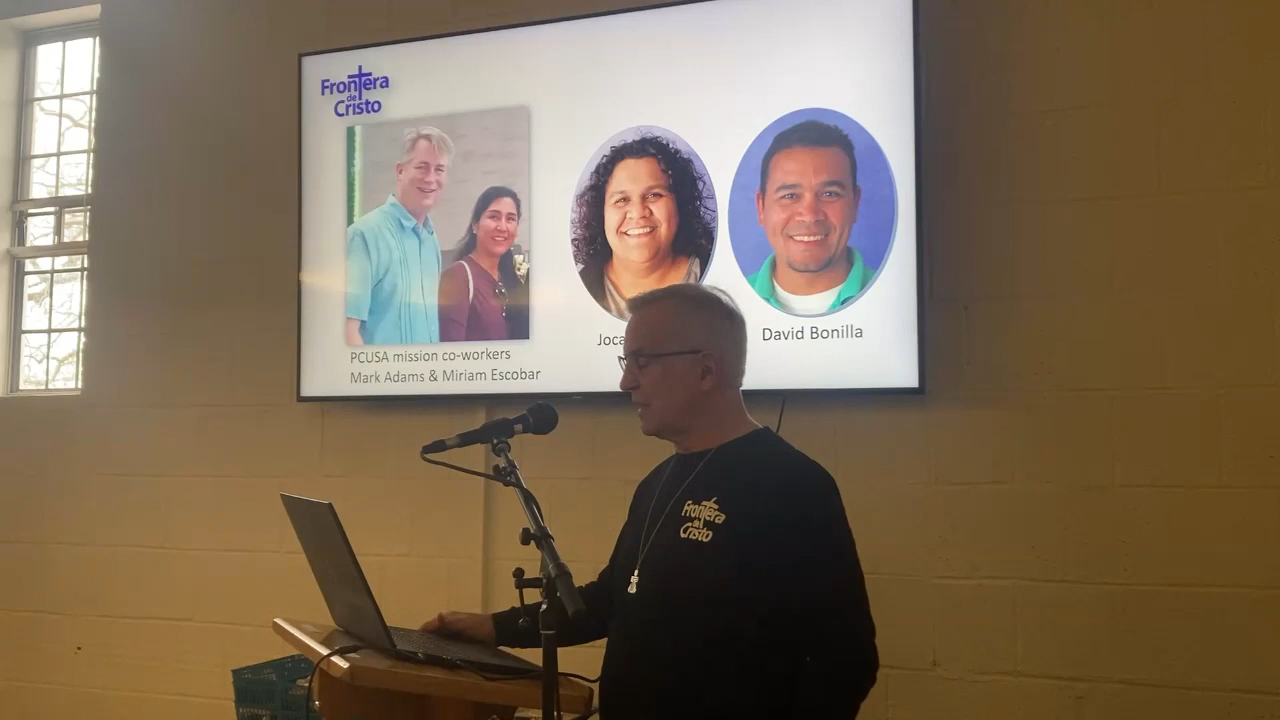 Frontera
de
Cristo
PCUSA mission co-workers
Mark Adams & Miriam Escobar
David Bonilla
Frontera
de
Cristo